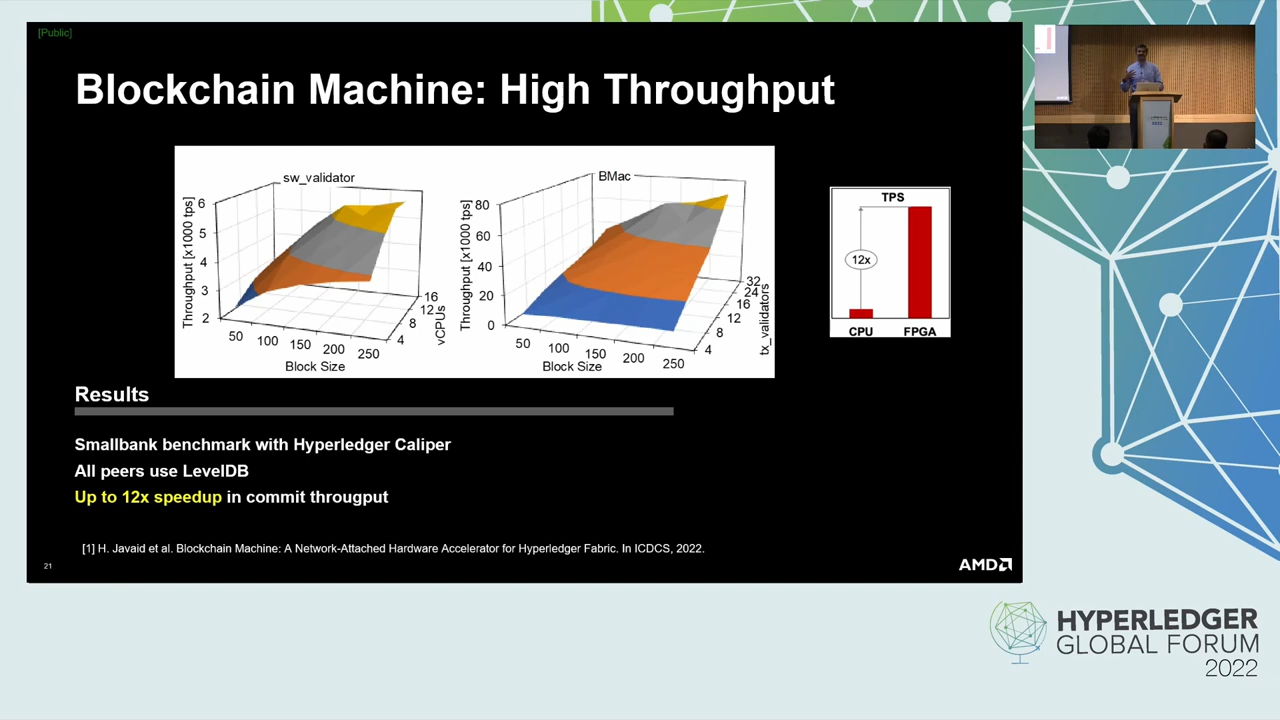 [Public]
Blockchain Machine: High Throughput
sw_validator
Throughput [x1000 tps]
6
5
4
3
2
50
100
150
200
250
Block Size
4
8
12
16
vCPUs
BMac
Throughput [x1000 tps]
80
60
40
20
0
50
100
150
200
250
Block Size
4
8
12
16
24
32
tx_validators
TPS
12x
CPU
FPGA
Results
Smallbank benchmark with Hyperledger Caliper
All peers use LevelDB
Up to 12x speedup in commit througput
[1] H. Javaid et al. Blockchain Machine: A Network-Attached Hardware Accelerator for Hyperledger Fabric. In ICDCS, 2022.
21
AMD
HYPERLEDGER
GLOBAL FORUM
2022